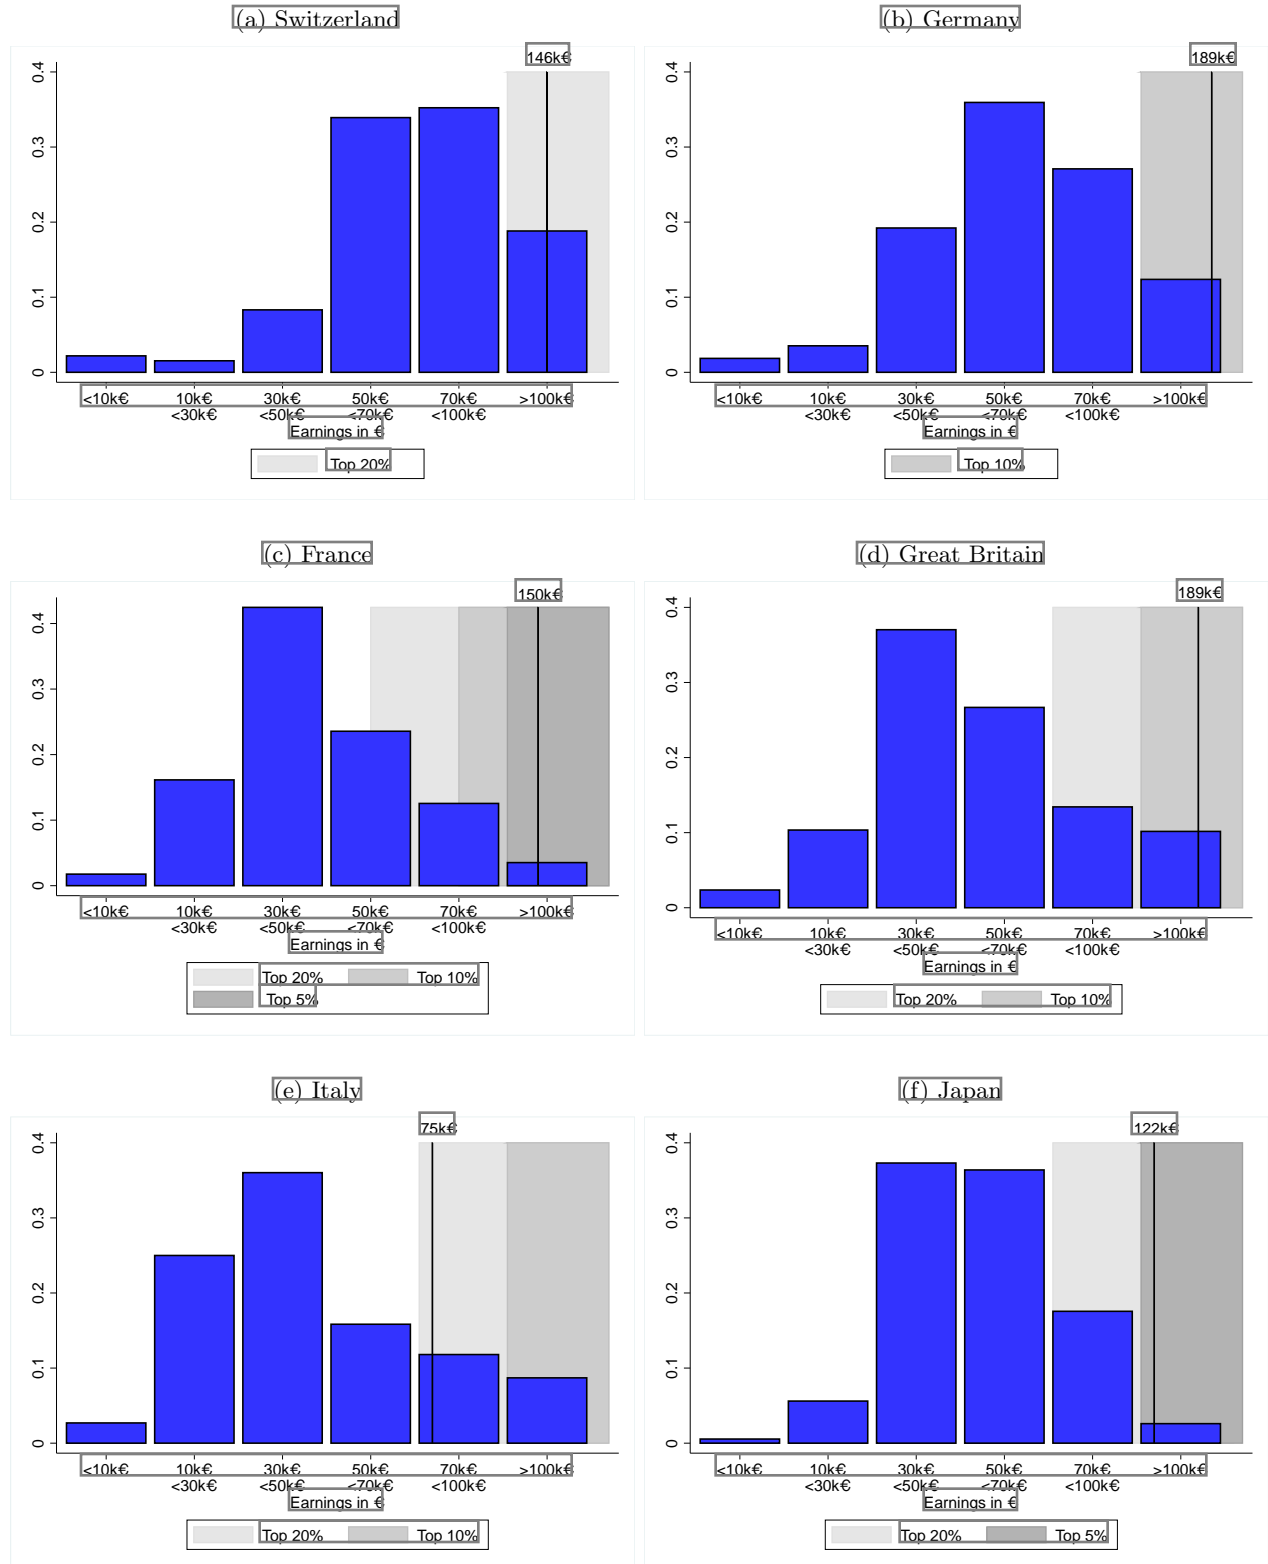 (a) Switzerland
146k€
0.4
0.3
0.2
0.1
0
<10k€ 10k€ 30k€ 50k€ 70k€ >100k€
<30k€ <50k€ <70k€ <100k€
Earnings in €
Top 20%
(b) Germany
189k€
0.4
0.3
0.2
0.1
0
<10k€ 10k€ 30k€ 50k€ 70k€ >100k€
<30k€ <50k€ <70k€ <100k€
Earnings in €
Top 10%
(c) France
150k€
0.4
0.3
0.2
0.1
0
<10k€ 10k€ 30k€ 50k€ 70k€ >100k€
<30k€ <50k€ <70k€ <100k€
Earnings in €
Top 20% Top 10%
Top 5%
(d) Great Britain
189k€
0.4
0.3
0.2
0.1
0
<10k€ 10k€ 30k€ 50k€ 70k€ >100k€
<30k€ <50k€ <70k€ <100k€
Earnings in €
Top 20% Top 10%
(e) Italy
75k€
0.4
0.3
0.2
0.1
0
<10k€ 10k€ 30k€ 50k€ 70k€ >100k€
<30k€ <50k€ <70k€ <100k€
Earnings in €
Top 20% Top 10%
(f) Japan
122k€
0.4
0.3
0.2
0.1
0
<10k€ 10k€ 30k€ 50k€ 70k€ >100k€
<30k€ <50k€ <70k€ <100k€
Earnings in €
Top 20% Top 5%